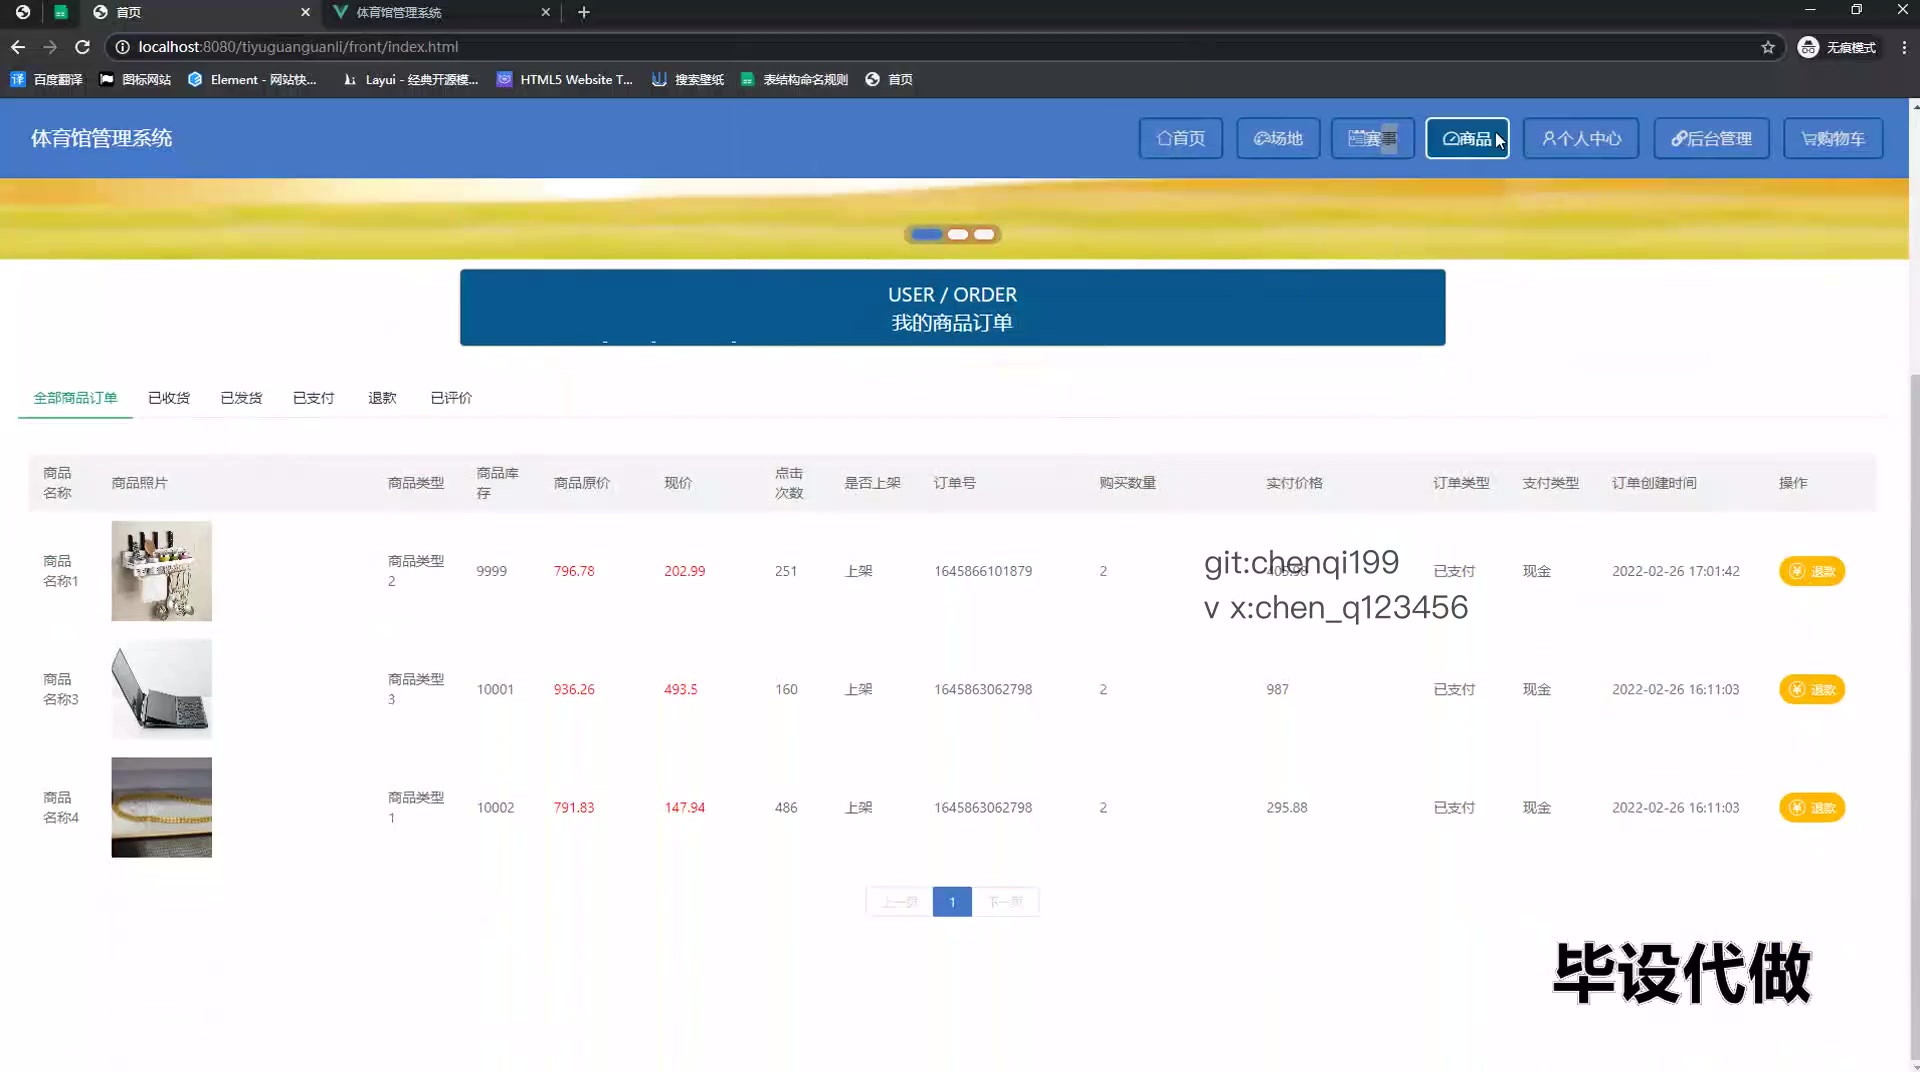 首页
体育馆管理系统
localhost:8080/tiyuguanguanli/front/index.html
无痕模式
百度翻译
图标网站
Element - 网站快...
Layui - 经典开源模...
HTML5 Website T...
搜索壁纸
表结构命名规则
首页
体育馆管理系统
首页
场地
赛事
商品
个人中心
后台管理
购物车
USER / ORDER
我的商品订单
全部商品订单
已收货
已发货
已支付
退款
已评价
商品名称 商品照片 商品类型 商品库存 商品原价 现价 点击次数 是否上架 订单号 购买数量 实付价格 订单类型 支付类型 订单创建时间 操作
商品名称1 商品类型2 9999 796.78 202.99 251 上架 1645866101879 2 已支付 现金 2022-02-26 17:01:42 退款
git:chenqi199
v x:chen_q123456
商品名称3 商品类型3 10001 936.26 493.5 160 上架 1645863062798 2 987 已支付 现金 2022-02-26 16:11:03 退款
商品名称4 商品类型1 10002 791.83 147.94 486 上架 1645863062798 2 295.88 已支付 现金 2022-02-26 16:11:03 退款
上一页 1 下一页
毕设代做